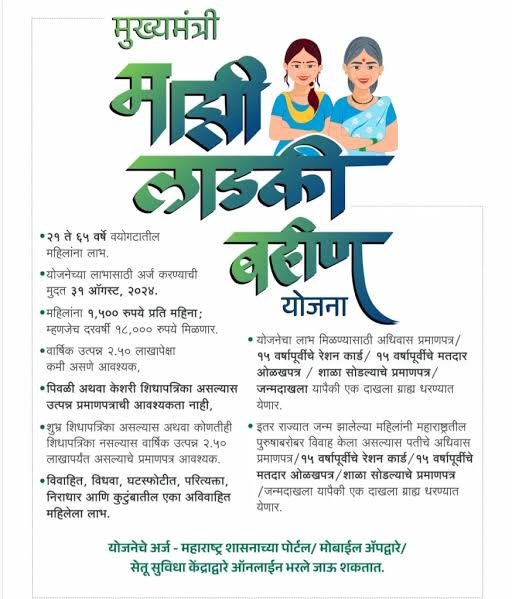 मुख्यमंत्री
माझी
लाडकी
बहीण
योजना
•२१ ते ६५ वर्षे वयोगटातील
महिलांना लाभ.
•योजनेच्या लाभासाठी अर्ज करण्याची
मुदत ३१ ऑगस्ट, २०२४.
•महिलांना १,५०० रुपये प्रति महिना;
म्हणजेच दरवर्षी १८,००० रुपये मिळणार.
•वार्षिक उत्पन्न २.५० लाखापेक्षा
कमी असणे आवश्यक,
•पिवळी अथवा केशरी शिधापत्रिका असल्यास
उत्पन्न प्रमाणपत्राची आवश्यकता नाही,
•शुभ्र शिधापत्रिका असल्यास अथवा कोणतीही
शिधापत्रिका नसल्यास वार्षिक उत्पन्न २.५०
लाखापर्यंत असल्याचे प्रमाणपत्र आवश्यक.
•विवाहित, विधवा, घटस्फोटीत, परित्यक्ता,
निराधार आणि कुटुंबातील एका अविवाहित
महिलेला लाभ.
• योजनेचा लाभ मिळण्यासाठी अधिवास प्रमाणपत्र/
१५ वर्षापूर्वीचे रेशन कार्ड/ १५ वर्षापूर्वीचे मतदार
ओळखपत्र/ शाळा सोडल्याचे प्रमाणपत्र/
जन्मदाखला यापैकी एक दाखला ग्राह्य धरण्यात
येणार.
• इतर राज्यात जन्म झालेल्या महिलांनी महाराष्ट्रातील
पुरुषाबरोबर विवाह केला असल्यास पतीचे अधिवास
प्रमाणपत्र/१५ वर्षापूर्वीचे रेशन कार्ड/१५ वर्षापूर्वीचे
मतदार ओळखपत्र/शाळा सोडल्याचे प्रमाणपत्र
/जन्मदाखला यापैकी एक दाखला ग्राह्य धरण्यात
येणार.
योजनेचे अर्ज - महाराष्ट्र शासनाच्या पोर्टल/ मोबाईल ॲपद्वारे/
सेतू सुविधा केंद्राद्वारे ऑनलाईन भरले जाऊ शकतात.